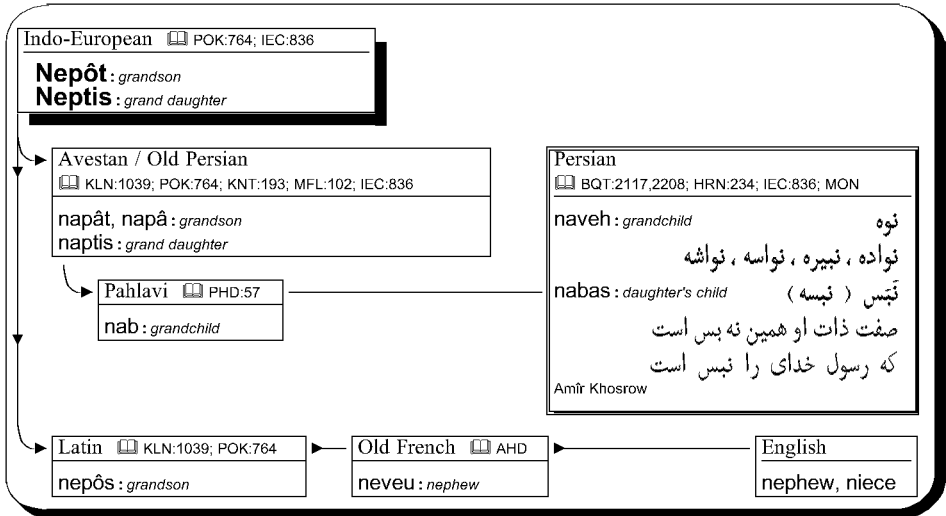 Indo-European POK:764; IEC:836
Nepôt : grandson
Neptis : grand daughter
Avestan / Old Persian
KLN:1039; POK:764; KNT:193; MFL:102; IEC:836
napât, napâ : grandson
naptis : grand daughter
Pahlavi PHD:57
nab : grandchild
Persian
BQT:2117,2208; HRN:234; IEC:836; MON
naveh : grandchild نوه
نواده ، نبیره ، نواسه ، نواشه
nabas : daughter's child نَبَس ( نبسه )
صفت ذات او همین نه بس است
که رسول خدای را نبس است
Amîr Khosrow
Latin KLN:1039; POK:764
nepôs : grandson
Old French AHD
neveu : nephew
English
nephew, niece